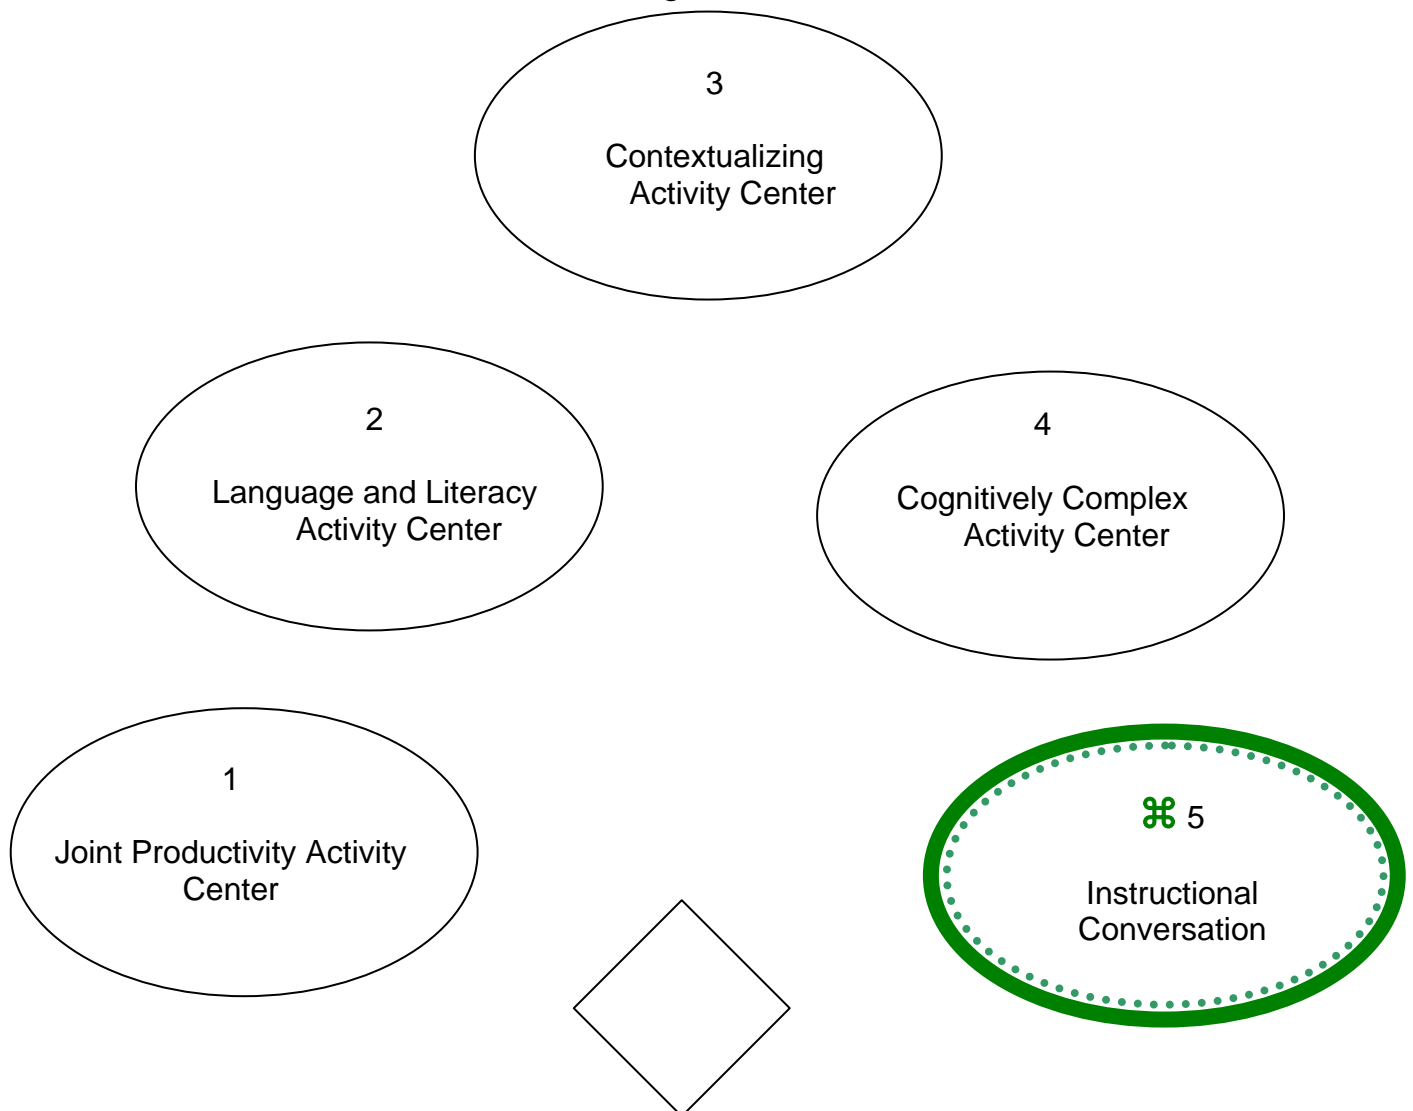 3
Contextualizing
Activity Center
2
Language and Literacy
Activity Center
4
Cognitively Complex
Activity Center
1
Joint Productivity Activity
Center
⌘ 5
Instructional
Conversation